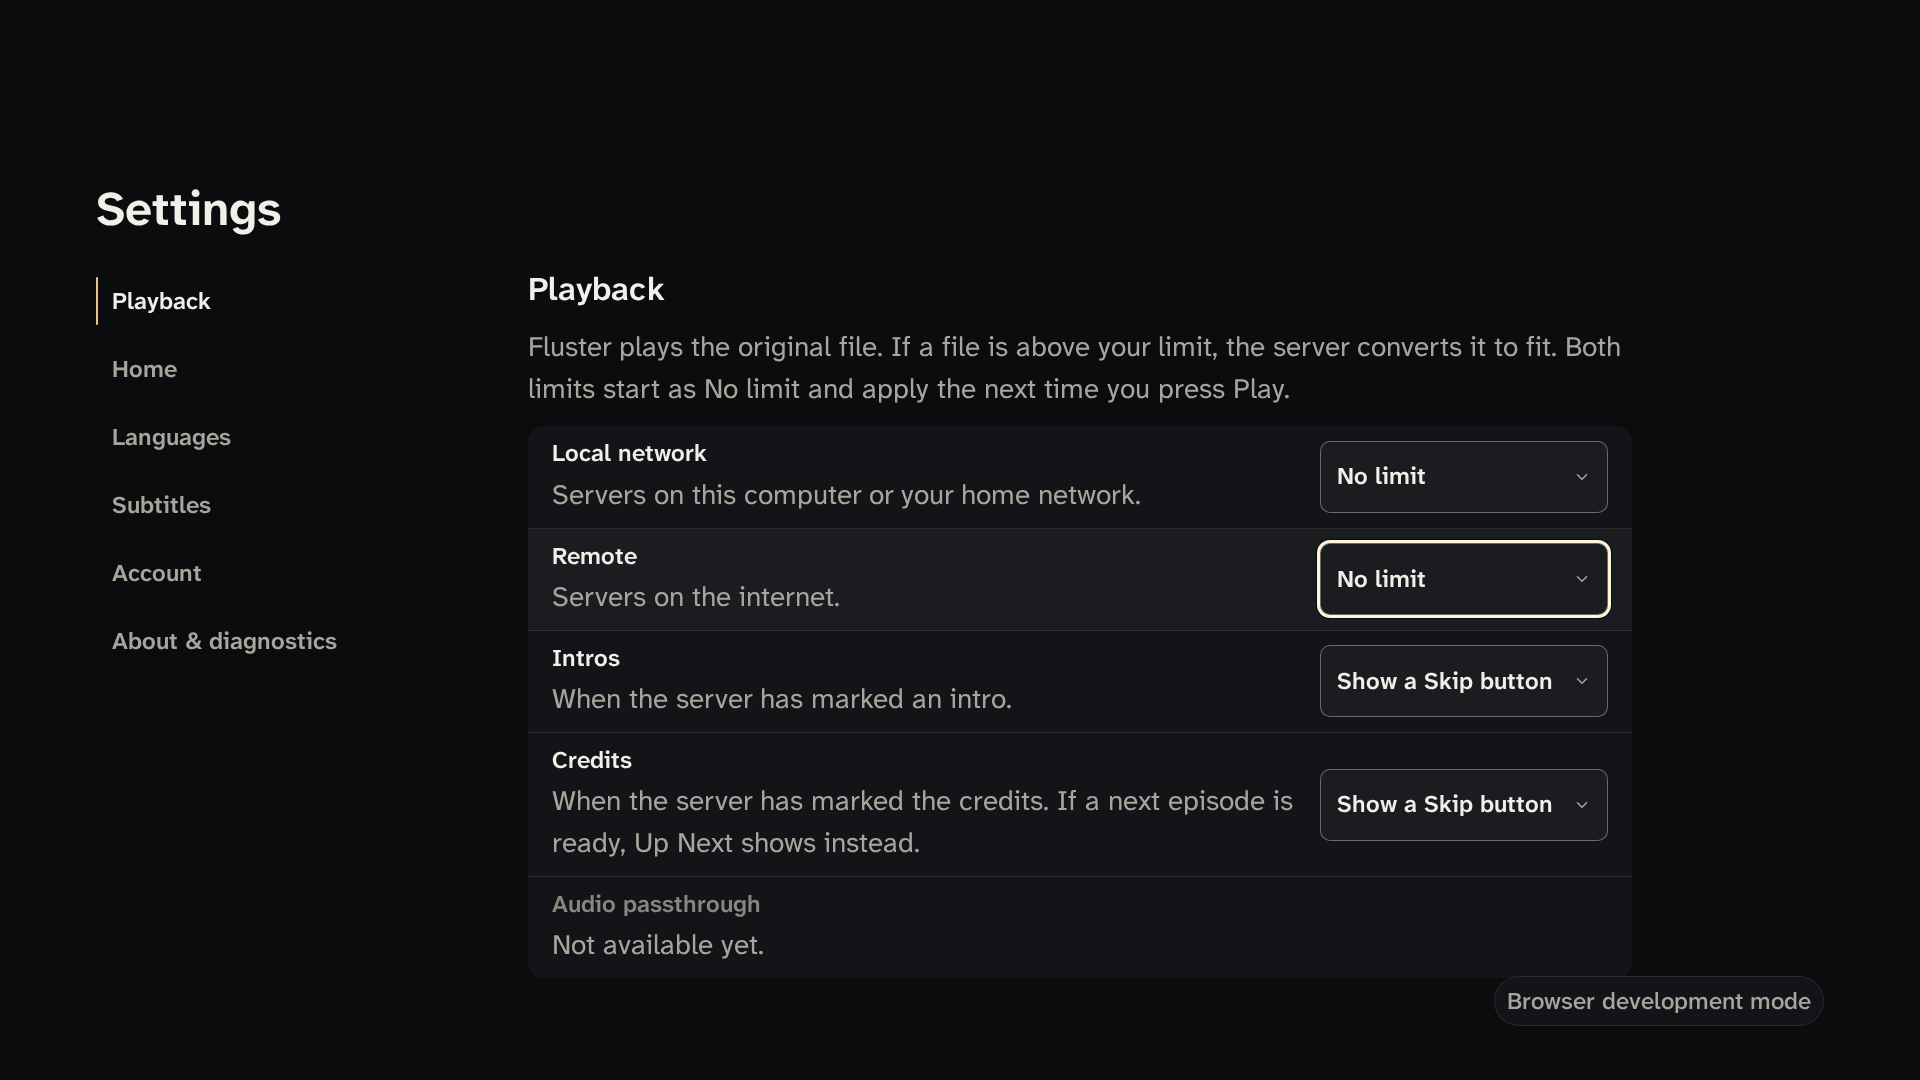 Settings
Playback
Home
Languages
Subtitles
Account
About & diagnostics
Playback
Fluster plays the original file. If a file is above your limit, the server converts it to fit. Both
limits start as No limit and apply the next time you press Play.
Local network
Servers on this computer or your home network.
No limit
Remote
Servers on the internet.
No limit
Intros
When the server has marked an intro.
Show a Skip button
Credits
When the server has marked the credits. If a next episode is
ready, Up Next shows instead.
Show a Skip button
Audio passthrough
Not available yet.
Browser development mode